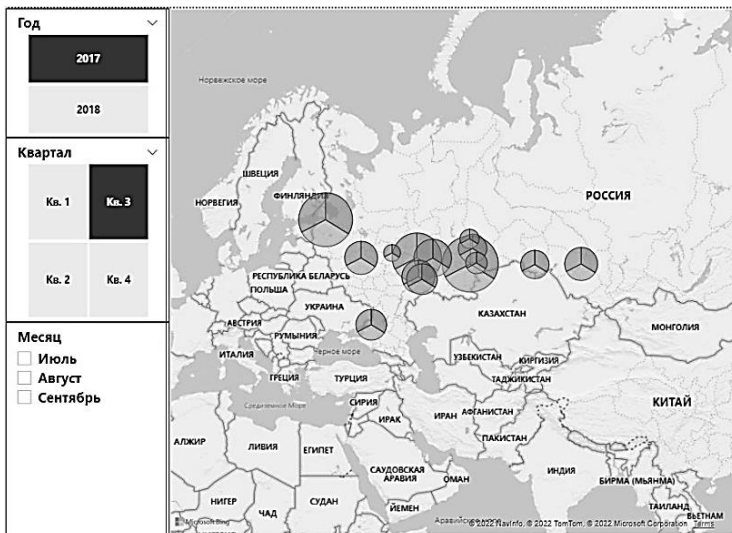 Год
2017
2018
Квартал
Кв. 1
Кв. 3
Кв. 2
Кв. 4
Месяц
Июль
Август
Сентябрь
Норвежское море
ШВЕЦИЯ
ФИНЛЯНДИЯ
НОРВЕГИЯ
РОССИЯ
РЕСПУБЛИКА БЕЛАРУСЬ
ПОЛЬША
УКРАИНА
КАЗАХСТАН
АВСТРИЯ
МОНГОЛИЯ
РУМЫНИЯ
ИТАЛИЯ
Черное море
УЗБЕКИСТАН
КИРГИЗИЯ
ГРЕЦИЯ
ТУРЦИЯ
ТАДЖИКИСТАН
КИТАЙ
Средиземное Море
СИРИЯ
ИРАК
ИРАН
АФГАНИСТАН
ПАКИСТАН
АЛЖИР
ЛИВИЯ
ЕГИПЕТ
САУДОВСКАЯ
АРАВИЯ
ОМАН
ИНДИЯ
БИРМА (МЬЯНМА)
НИГЕР
ЧАД
СУДАН
ЙЕМЕН
ТАИЛАНД
ВЬЕТНАМ
Microsoft Bing
© 2022 NavInfo, © 2022 TomTom, © 2022 Microsoft Corporation Terms